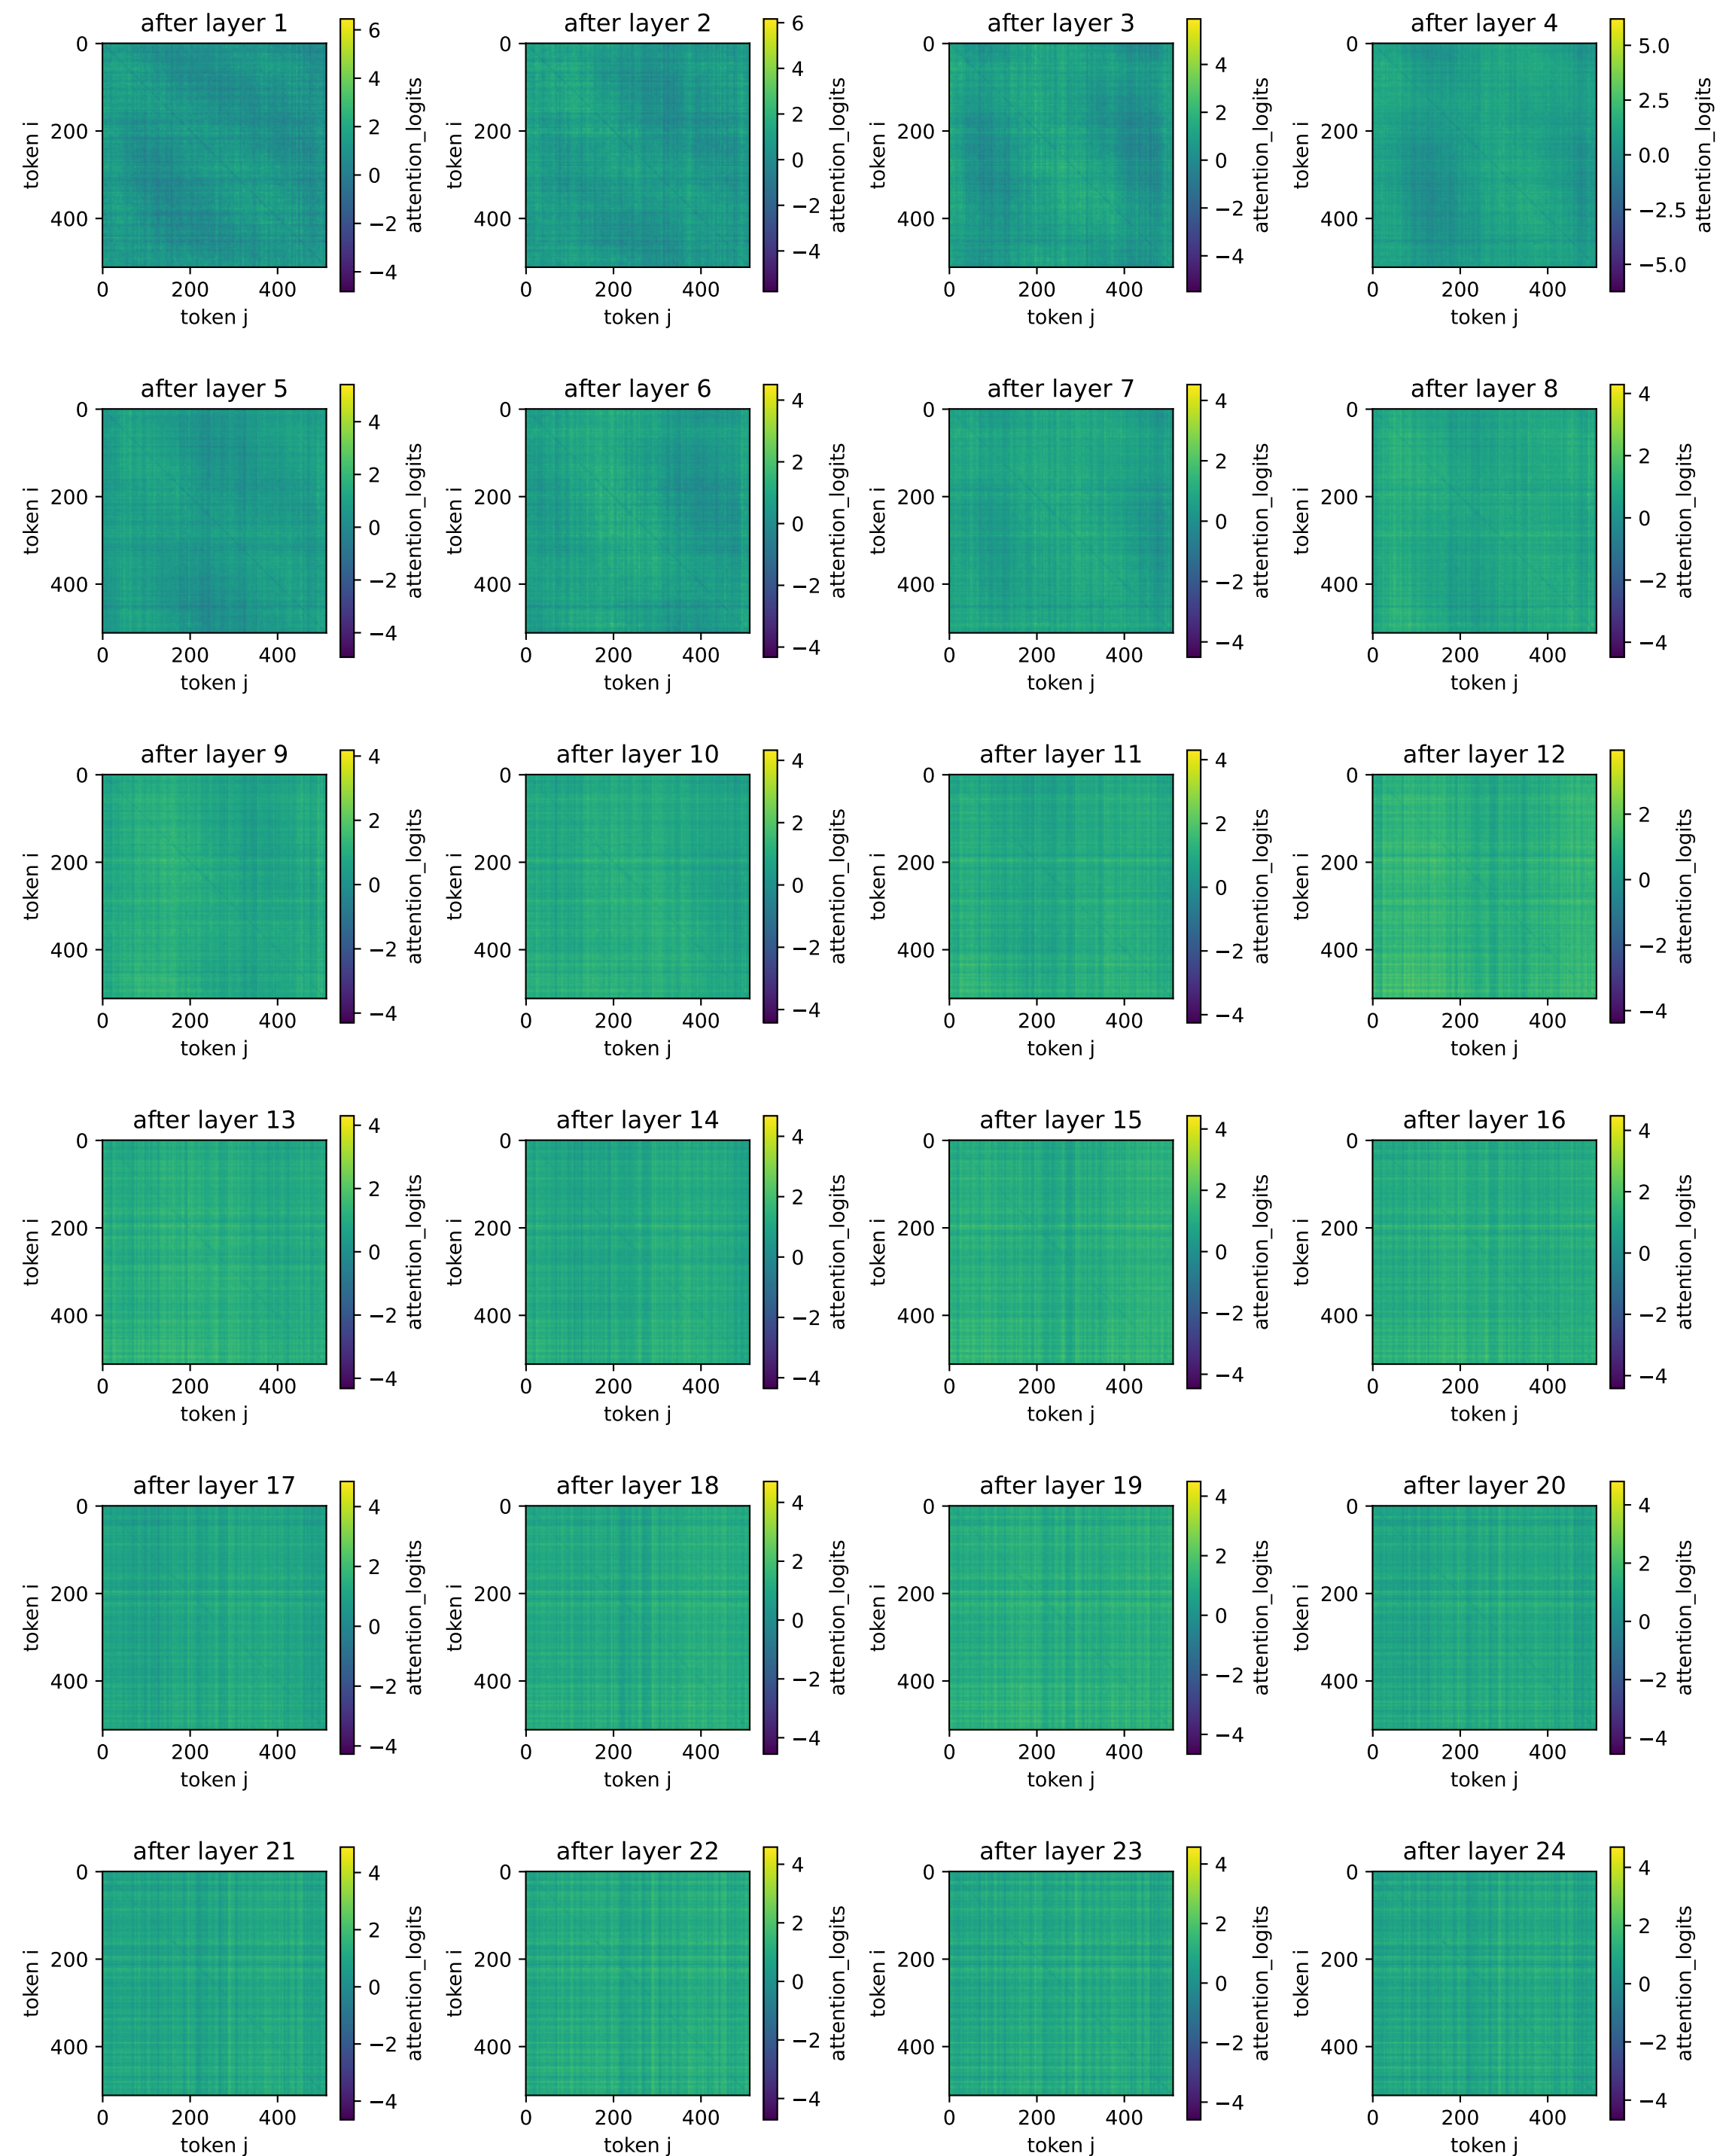 after layer 1
after layer 2
after layer 3
after layer 4
0
200
400
token i
0
200
400
token j
6
4
2
0
−2
−4
attention_logits
0
200
400
token i
0
200
400
token j
6
4
2
0
−2
−4
attention_logits
0
200
400
token i
0
200
400
token j
4
2
0
−2
−4
attention_logits
0
200
400
token i
0
200
400
token j
5.0
2.5
0.0
−2.5
−5.0
attention_logits
after layer 5
after layer 6
after layer 7
after layer 8
0
200
400
token i
0
200
400
token j
4
2
0
−2
−4
attention_logits
0
200
400
token i
0
200
400
token j
4
2
0
−2
−4
attention_logits
0
200
400
token i
0
200
400
token j
4
2
0
−2
−4
attention_logits
0
200
400
token i
0
200
400
token j
4
2
0
−2
−4
attention_logits
after layer 9
after layer 10
after layer 11
after layer 12
0
200
400
token i
0
200
400
token j
4
2
0
−2
−4
attention_logits
0
200
400
token i
0
200
400
token j
4
2
0
−2
−4
attention_logits
0
200
400
token i
0
200
400
token j
4
2
0
−2
−4
attention_logits
0
200
400
token i
0
200
400
token j
2
0
−2
−4
attention_logits
after layer 13
after layer 14
after layer 15
after layer 16
0
200
400
token i
0
200
400
token j
4
2
0
−2
−4
attention_logits
0
200
400
token i
0
200
400
token j
4
2
0
−2
−4
attention_logits
0
200
400
token i
0
200
400
token j
4
2
0
−2
−4
attention_logits
0
200
400
token i
0
200
400
token j
4
2
0
−2
−4
attention_logits
after layer 17
after layer 18
after layer 19
after layer 20
0
200
400
token i
0
200
400
token j
4
2
0
−2
−4
attention_logits
0
200
400
token i
0
200
400
token j
4
2
0
−2
−4
attention_logits
0
200
400
token i
0
200
400
token j
4
2
0
−2
−4
attention_logits
0
200
400
token i
0
200
400
token j
4
2
0
−2
−4
attention_logits
after layer 21
after layer 22
after layer 23
after layer 24
0
200
400
token i
0
200
400
token j
4
2
0
−2
−4
attention_logits
0
200
400
token i
0
200
400
token j
4
2
0
−2
−4
attention_logits
0
200
400
token i
0
200
400
token j
4
2
0
−2
−4
attention_logits
0
200
400
token i
0
200
400
token j
4
2
0
−2
−4
attention_logits